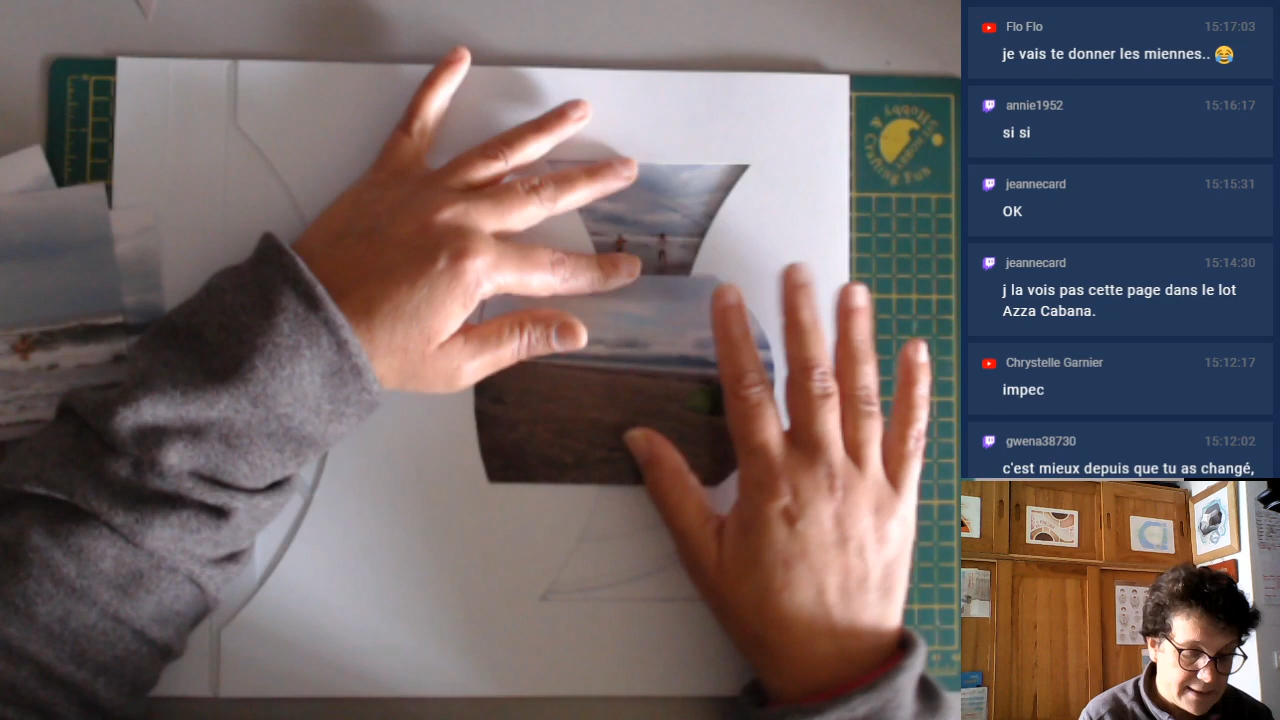 Flo Flo 15:17:03
je vais te donner les miennes.. 😂
annie1952 15:16:17
si si
jeannecard 15:15:31
OK
jeannecard 15:14:30
j la vois pas cette page dans le lot
Azza Cabana.
Chrystelle Garnier 15:12:17
impec
gwena38730 15:12:02
c'est mieux depuis que tu as changé,
Hobby &
Crafting Fun